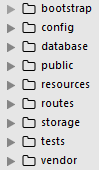 bootstrap
config
database
public
resources
routes
storage
tests
vendor